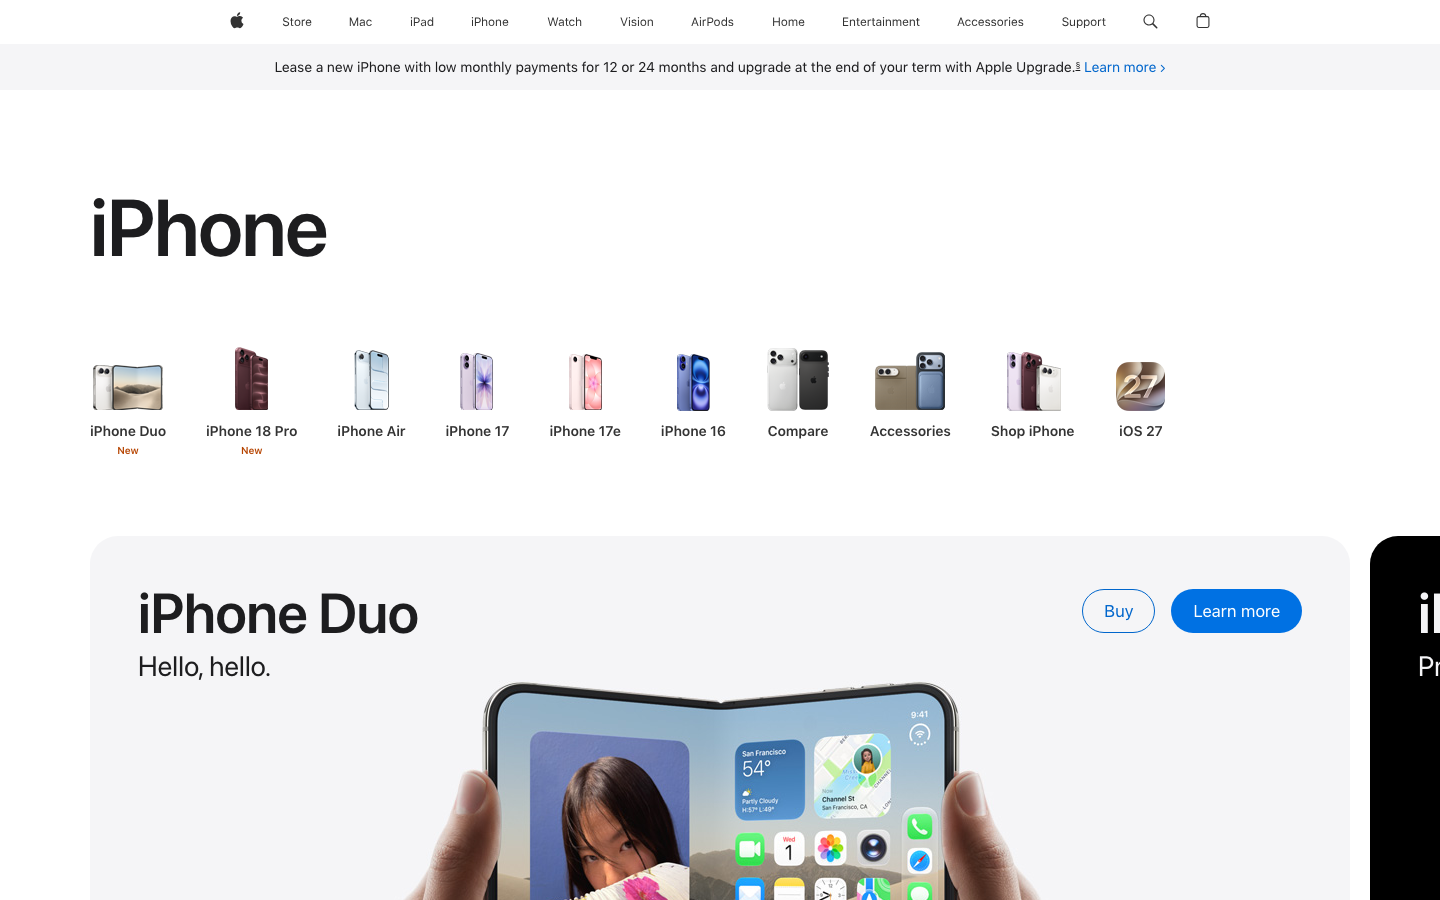 Store Mac iPad iPhone Watch Vision AirPods Home Entertainment Accessories Support
Lease a new iPhone with low monthly payments for 12 or 24 months and upgrade at the end of your term with Apple Upgrade.§ Learn more >
iPhone
iPhone Duo
New
iPhone 18 Pro
New
iPhone Air
iPhone 17
iPhone 17e
iPhone 16
Compare
Accessories
Shop iPhone
27
iOS 27
iPhone Duo
Hello, hello.
Buy
Learn more
9:41
San Francisco
54°
Partly Cloudy
H:57° L:49°
Now
Channel St
San Francisco, CA
Wed
1